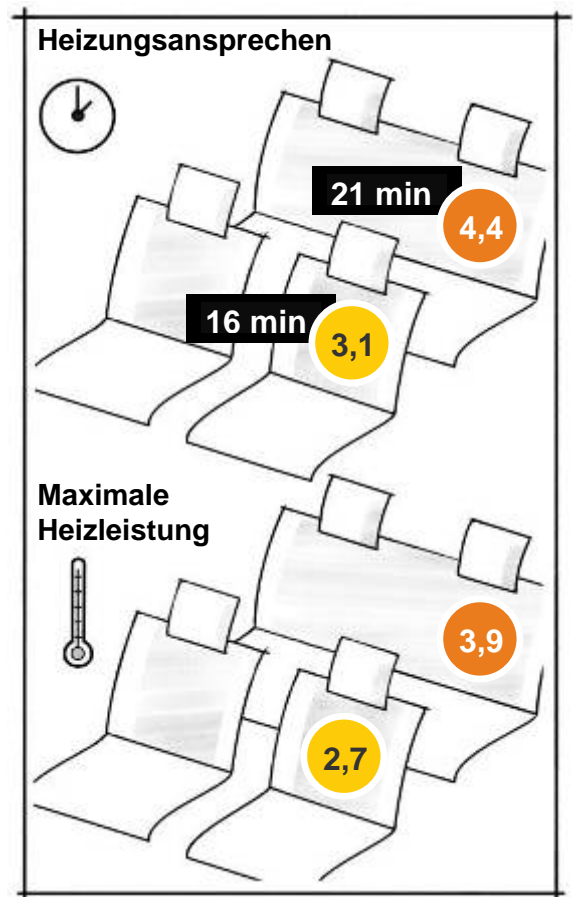 Heizungsansprechen
21 min
4,4
16 min
3,1
Maximale
Heizleistung
3,9
2,7